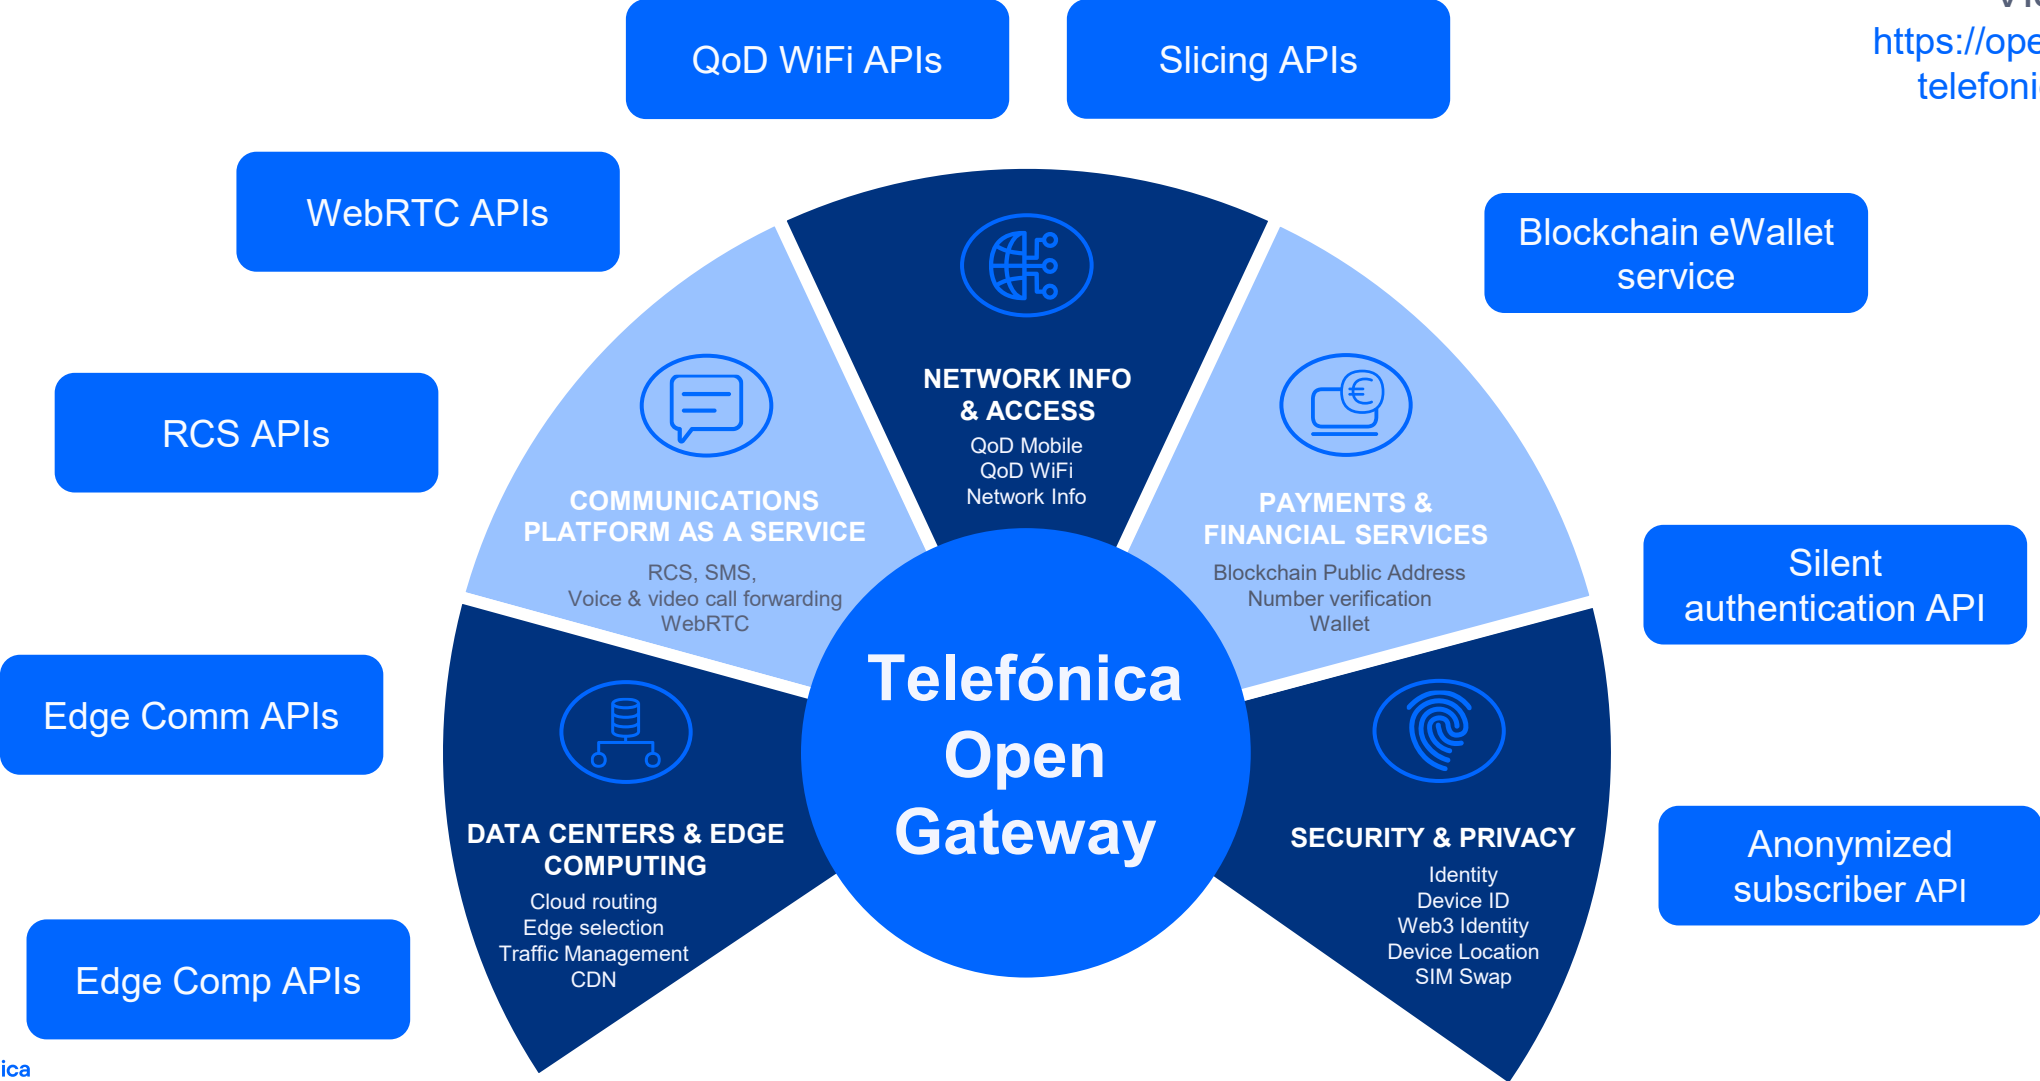 QoD WiFi APIs
Slicing APIs
https://ope
telefoni
WebRTC APIs
Blockchain eWallet
service
RCS APIs
NETWORK INFO
& ACCESS
QoD Mobile
QoD WiFi
Network Info
COMMUNICATIONS
PLATFORM AS A SERVICE
RCS, SMS,
Voice & video call forwarding
WebRTC
PAYMENTS &
FINANCIAL SERVICES
Blockchain Public Address
Number verification
Wallet
Silent
authentication API
Edge Comm APIs
Telefónica
Open
Gateway
DATA CENTERS & EDGE
COMPUTING
Cloud routing
Edge selection
Traffic Management
CDN
SECURITY & PRIVACY
Identity
Device ID
Web3 Identity
Device Location
SIM Swap
Anonymized
subscriber API
Edge Comp APIs
ica